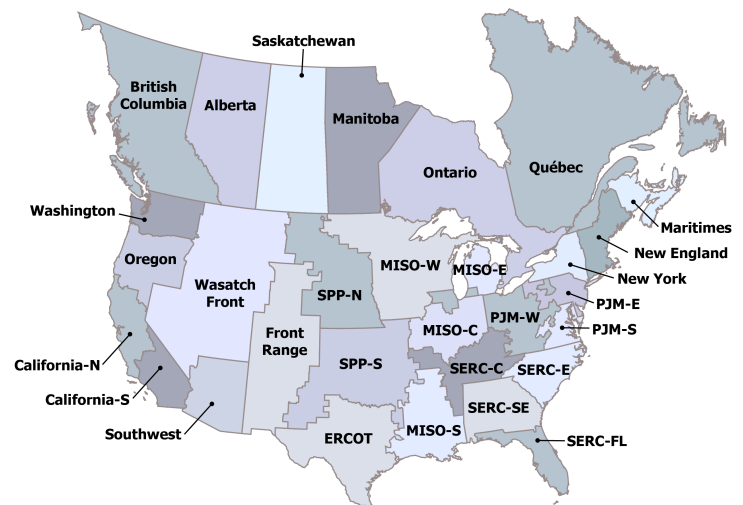 Saskatchewan
British
Columbia
Alberta
Manitoba
Ontario
Québec
Washington
Maritimes
New England
New York
Oregon
MISO-W
MISO-E
Wasatch
Front
SPP-N
PJM-E
PJM-W
PJM-S
MISO-C
Front
Range
California-N
SPP-S
SERC-C
SERC-E
California-S
SERC-SE
Southwest
MISO-S
ERCOT
SERC-FL